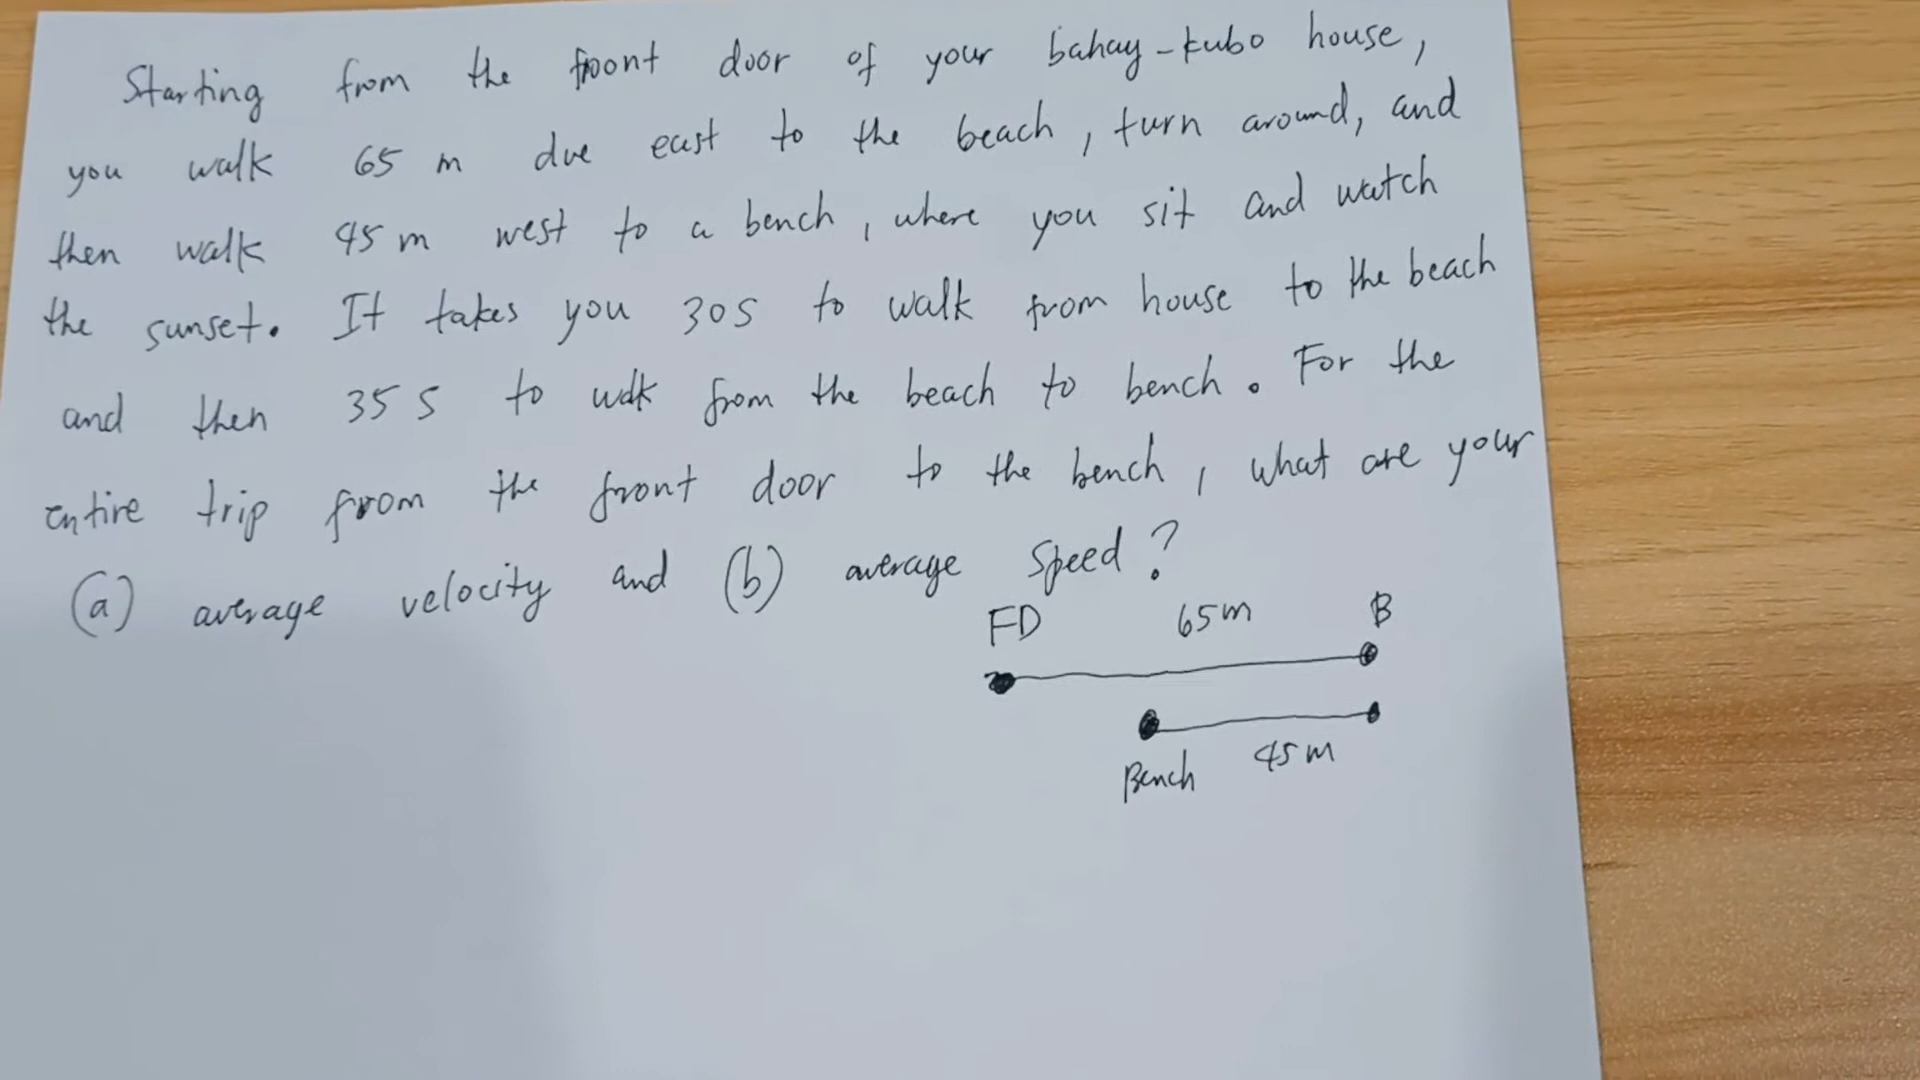 Starting from the front door of your bahay-kubo house,
you walk 65 m due east to the beach, turn around, and
then walk 45 m west to a bench, where you sit and watch
the sunset. It takes you 30 s to walk from house to the beach
and then 35 s to walk from the beach to bench. For the
entire trip from the front door to the bench, what are your
(a) average velocity and (b) average speed?
FD 65 m B
Bench 45 m